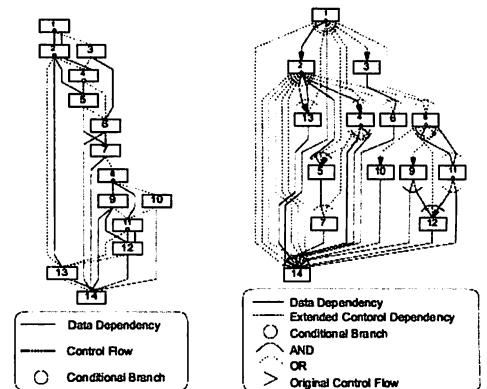 1
2
3
4
5
6
7
8
9
10
11
12
13
14
Data Dependency
Control Flow
Conditional Branch
1
2
3
13
8
5
10
9
11
7
12
14
Data Dependency
Extended Contorol Dependency
Conditional Branch
AND
OR
Original Control Flow